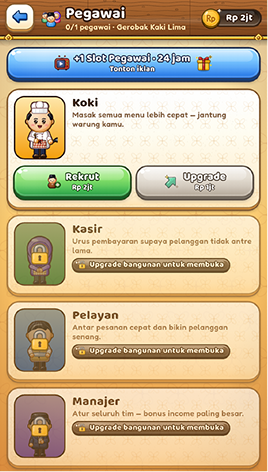 Pegawai
0/1 pegawai · Gerobak Kaki Lima
Rp
Rp 2jt
+1 Slot Pegawai · 24 jam
Tonton iklan
Koki
Masak semua menu lebih cepat — jantung
warung kamu.
Rekrut
Rp 2jt
Upgrade
Rp 1jt
Kasir
Urus pembayaran supaya pelanggan tidak antre
lama.
Upgrade bangunan untuk membuka
Pelayan
Antar pesanan cepat dan bikin pelanggan
senang.
Upgrade bangunan untuk membuka
Manajer
Atur seluruh tim — bonus income paling besar.
Upgrade bangunan untuk membuka